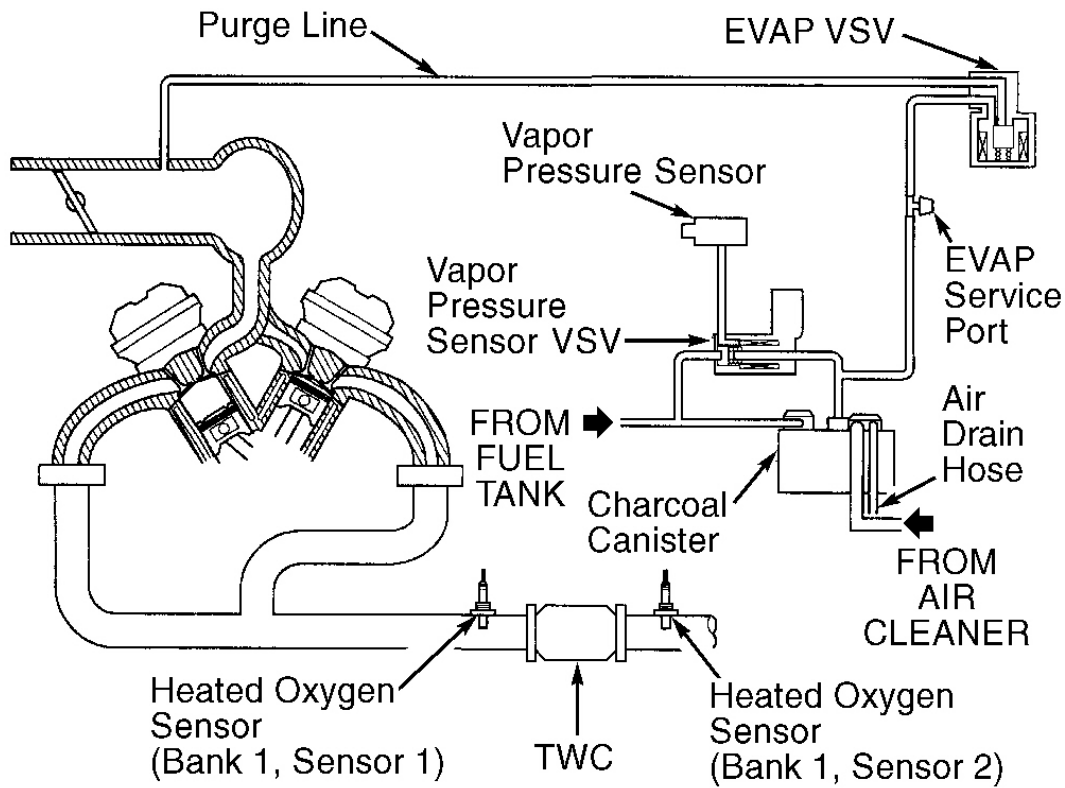 Purge Line
EVAP VSV
Vapor
Pressure Sensor
Vapor
Pressure
Sensor VSV
EVAP
Service
Port
FROM
FUEL
TANK
Air
Drain
Hose
Charcoal
Canister
FROM
AIR
CLEANER
Heated Oxygen
Sensor
(Bank 1, Sensor 1)
TWC
Heated Oxygen
Sensor
(Bank 1, Sensor 2)